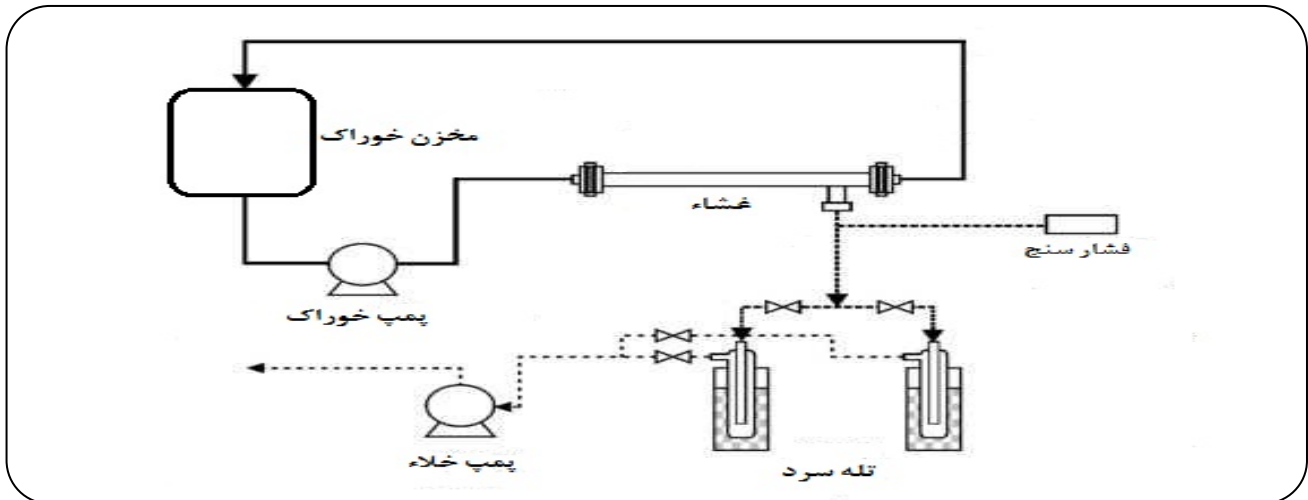 مخزن خوراک
غشاء
فشار سنج
پمپ خوراک
پمپ خلاء
تله سرد